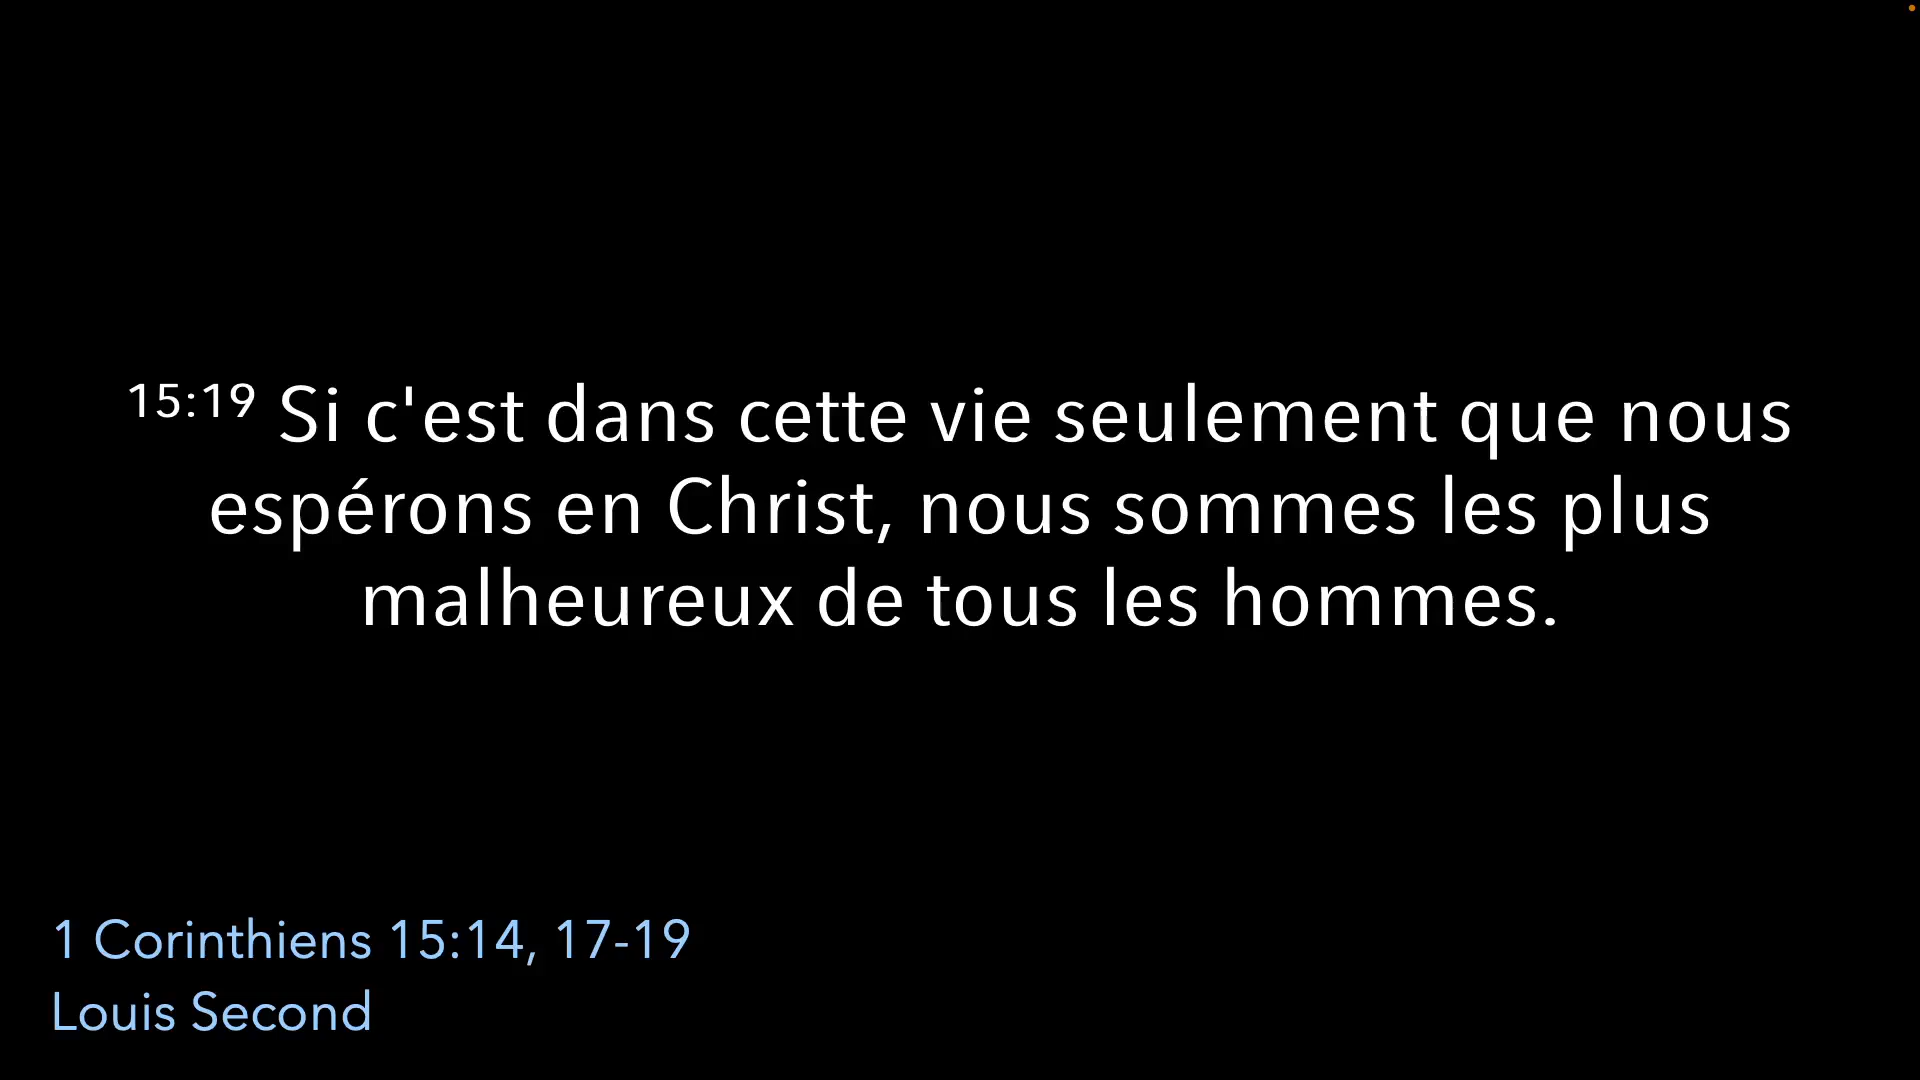 15:19 Si c'est dans cette vie seulement que nous
espérons en Christ, nous sommes les plus
malheureux de tous les hommes.
1 Corinthiens 15:14, 17-19
Louis Second